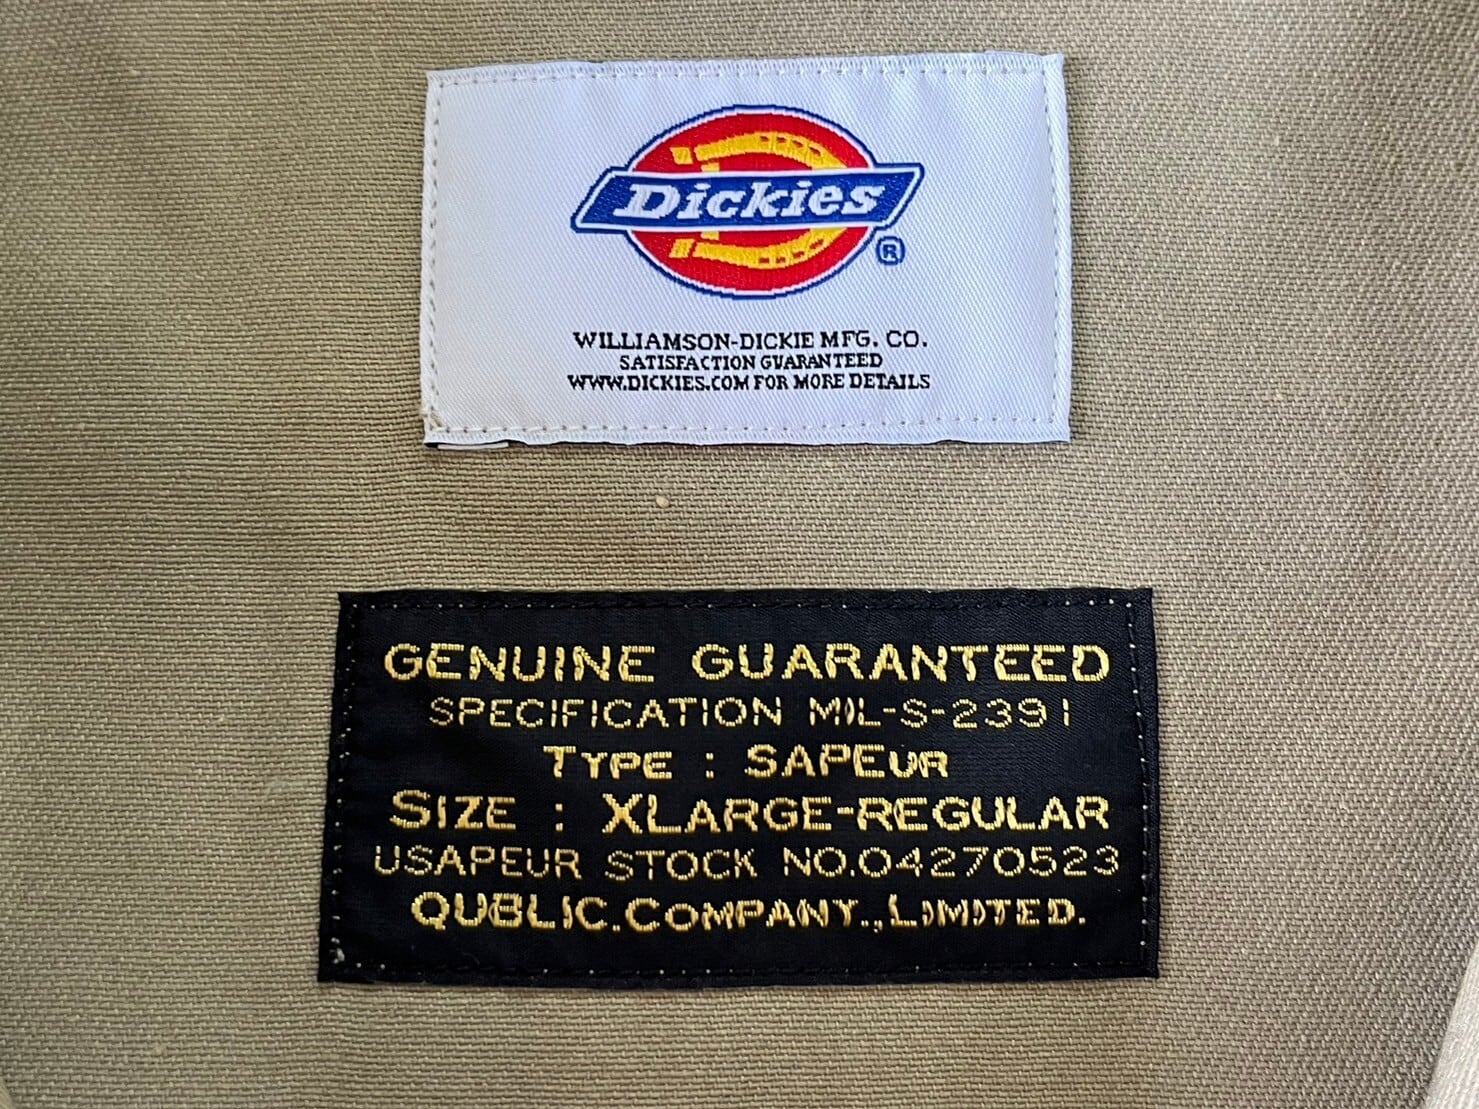 Dickies
®
WILLIAMSON-DICKIE MFG. CO.
SATISFACTION GUARANTEED
WWW.DICKIES.COM FOR MORE DETAILS
GENUINE GUARANTEED
SPECIFICATION MIL-S-2391
TYPE : SAPEUR
SIZE : XLARGE-REGULAR
USAPEUR STOCK NO.04270523
QUBLIC.COMPANY.,LIMITED.